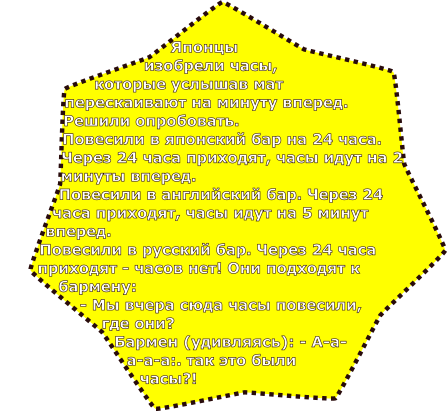 Японцы
изобрели часы,
которые услышав мат
перескаивают на минуту вперед.
Решили опробовать.
Повесили в японский бар на 24 часа.
Через 24 часа приходят, часы идут на 2
минуты вперед.
Повесили в английский бар. Через 24
часа приходят, часы идут на 5 минут
вперед.
Повесили в русский бар. Через 24 часа
приходят - часов нет! Они подходят к
бармену:
- Мы вчера сюда часы повесили,
где они?
Бармен (удивляясь): - А-а-
а-а-а:. так это были
часы?!